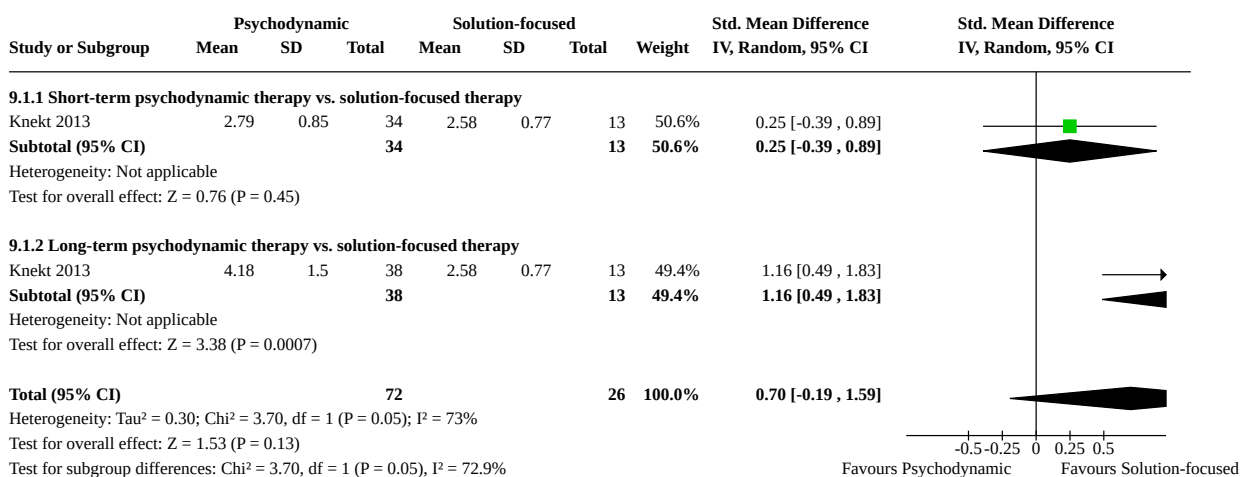 Psychodynamic Solution-focused Std. Mean Difference Std. Mean Difference
Study or Subgroup Mean SD Total Mean SD Total Weight IV, Random, 95% CI IV, Random, 95% CI
9.1.1 Short-term psychodynamic therapy vs. solution-focused therapy
Knekt 2013 2.79 0.85 34 2.58 0.77 13 50.6% 0.25 [-0.39 , 0.89]
Subtotal (95% CI) 34 13 50.6% 0.25 [-0.39 , 0.89]
Heterogeneity: Not applicable
Test for overall effect: Z = 0.76 (P = 0.45)
9.1.2 Long-term psychodynamic therapy vs. solution-focused therapy
Knekt 2013 4.18 1.5 38 2.58 0.77 13 49.4% 1.16 [0.49 , 1.83]
Subtotal (95% CI) 38 13 49.4% 1.16 [0.49 , 1.83]
Heterogeneity: Not applicable
Test for overall effect: Z = 3.38 (P = 0.0007)
Total (95% CI) 72 26 100.0% 0.70 [-0.19 , 1.59]
Heterogeneity: Tau² = 0.30; Chi² = 3.70, df = 1 (P = 0.05); I² = 73%
Test for overall effect: Z = 1.53 (P = 0.13)
-0.5 -0.25 0 0.25 0.5
Test for subgroup differences: Chi² = 3.70, df = 1 (P = 0.05), I² = 72.9%
Favours Psychodynamic Favours Solution-focused